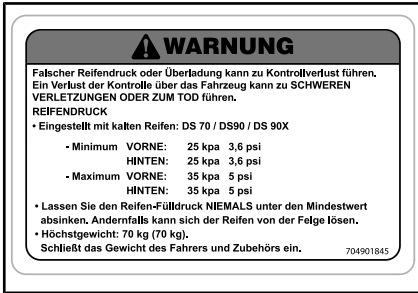 WARNUNG
Falscher Reifendruck oder Überladung kann zu Kontrollverlust führen.
Ein Verlust der Kontrolle über das Fahrzeug kann zu SCHWEREN
VERLETZUNGEN ODER ZUM TOD führen.
REIFENDRUCK
• Eingestellt mit kalten Reifen: DS 70 / DS90 / DS 90X
- Minimum VORNE: 25 kpa 3,6 psi
HINTEN: 25 kpa 3,6 psi
- Maximum VORNE: 35 kpa 5 psi
HINTEN: 35 kpa 5 psi
• Lassen Sie den Reifen-Fülldruck NIEMALS unter den Mindestwert
absinken. Andernfalls kann sich der Reifen von der Felge lösen.
• Höchstgewicht: 70 kg (70 kg).
Schließt das Gewicht des Fahrers und Zubehörs ein. 704901845